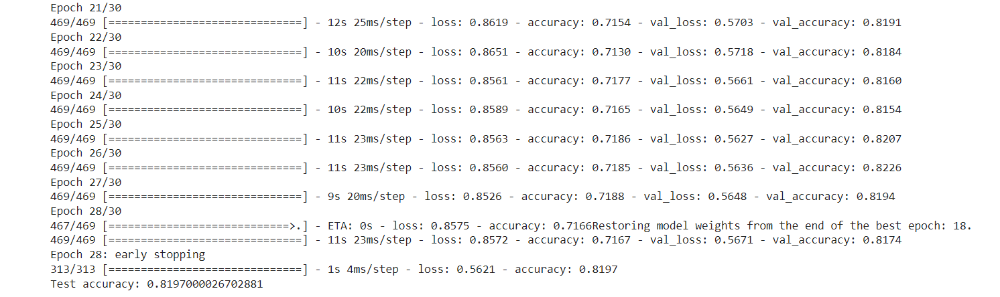 Epoch 21/30
469/469 [==============================] - 12s 25ms/step - loss: 0.8619 - accuracy: 0.7154 - val_loss: 0.5703 - val_accuracy: 0.8191
Epoch 22/30
469/469 [==============================] - 10s 20ms/step - loss: 0.8651 - accuracy: 0.7130 - val_loss: 0.5718 - val_accuracy: 0.8184
Epoch 23/30
469/469 [==============================] - 11s 22ms/step - loss: 0.8561 - accuracy: 0.7177 - val_loss: 0.5661 - val_accuracy: 0.8160
Epoch 24/30
469/469 [==============================] - 10s 22ms/step - loss: 0.8589 - accuracy: 0.7165 - val_loss: 0.5649 - val_accuracy: 0.8154
Epoch 25/30
469/469 [==============================] - 11s 23ms/step - loss: 0.8563 - accuracy: 0.7186 - val_loss: 0.5627 - val_accuracy: 0.8207
Epoch 26/30
469/469 [==============================] - 11s 23ms/step - loss: 0.8560 - accuracy: 0.7185 - val_loss: 0.5636 - val_accuracy: 0.8226
Epoch 27/30
469/469 [==============================] - 9s 20ms/step - loss: 0.8526 - accuracy: 0.7188 - val_loss: 0.5648 - val_accuracy: 0.8194
Epoch 28/30
467/469 [============================>.] - ETA: 0s - loss: 0.8575 - accuracy: 0.7166Restoring model weights from the end of the best epoch: 18.
469/469 [==============================] - 11s 23ms/step - loss: 0.8572 - accuracy: 0.7167 - val_loss: 0.5671 - val_accuracy: 0.8174
Epoch 28: early stopping
313/313 [==============================] - 1s 4ms/step - loss: 0.5621 - accuracy: 0.8197
Test accuracy: 0.8197000026702881